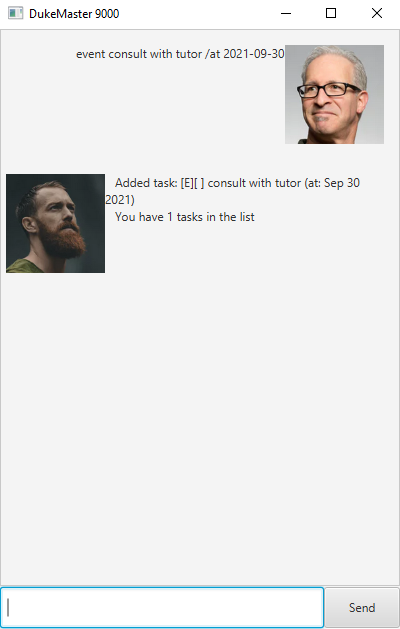 DukeMaster 9000
event consult with tutor /at 2021-09-30
Added task: [E][ ] consult with tutor (at: Sep 30
2021)
You have 1 tasks in the list
Send